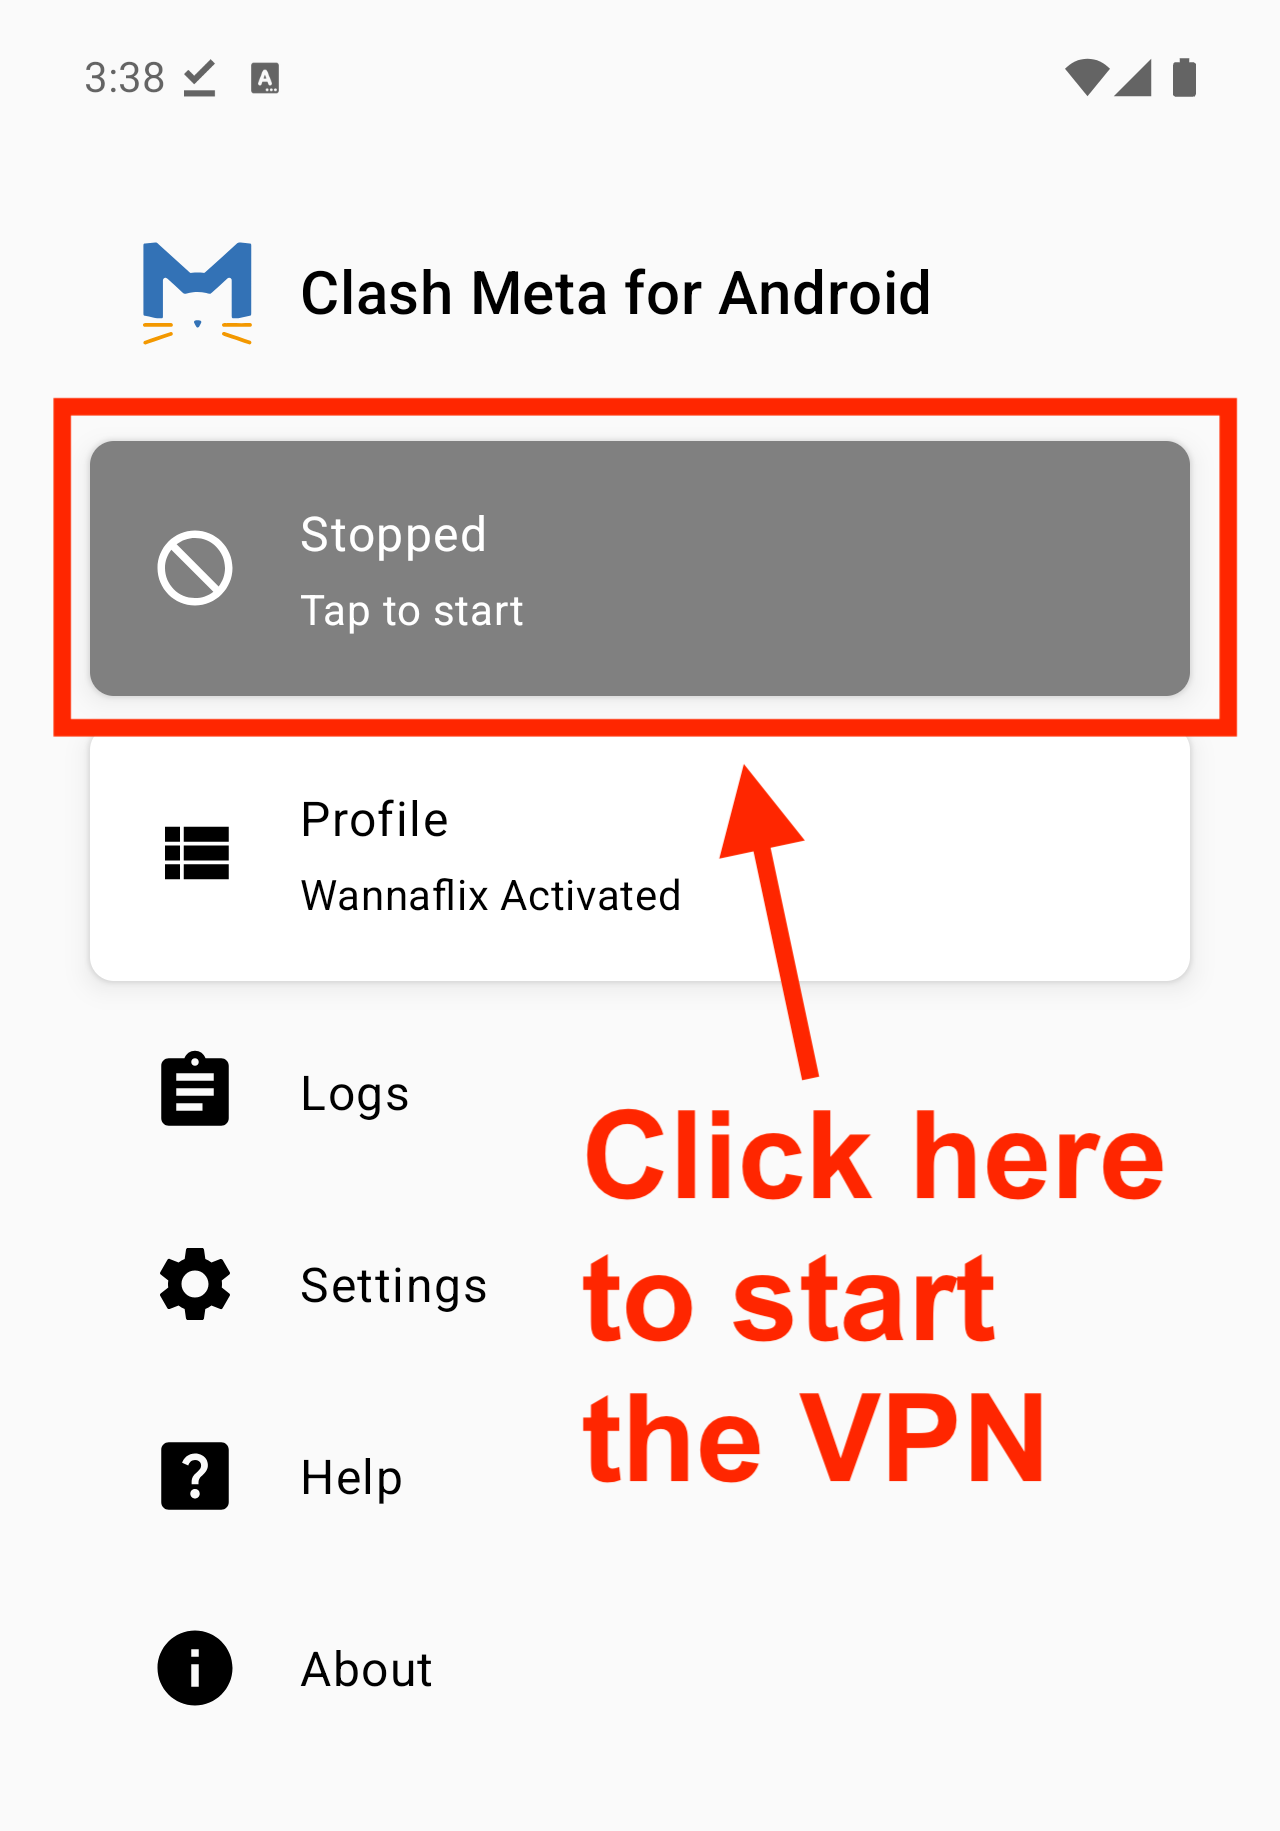 3:38
Clash Meta for Android
Stopped
Tap to start
Profile
Wannaflix Activated
Logs
Settings
Help
About
Click here
to start
the VPN